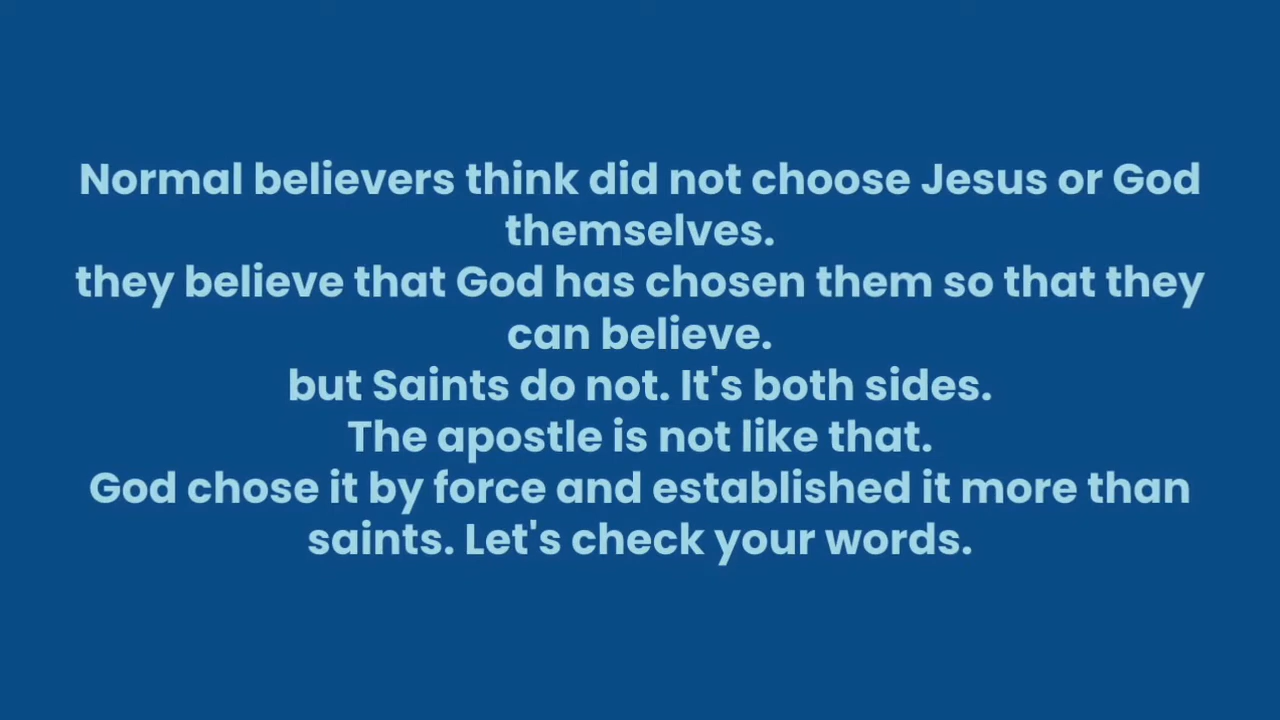 Normal believers think did not choose Jesus or God
themselves.
they believe that God has chosen them so that they
can believe.
but Saints do not. It's both sides.
The apostle is not like that.
God chose it by force and established it more than
saints. Let's check your words.